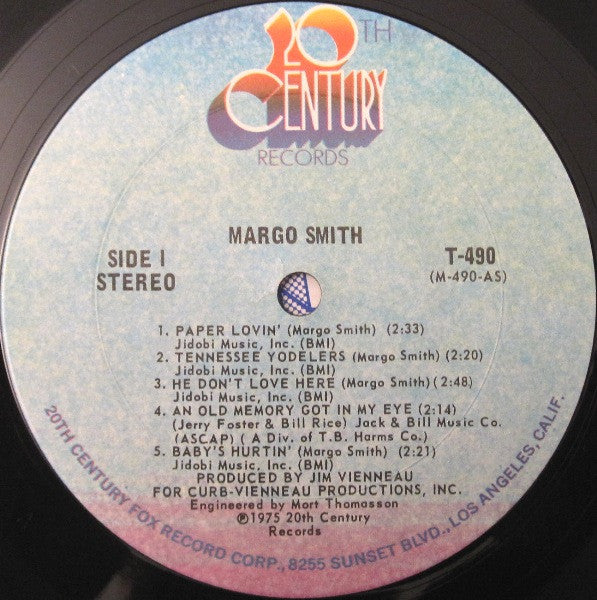 20TH
CENTURY
RECORDS
MARGO SMITH
SIDE I
STEREO
T-490
(M-490-AS)
1. PAPER LOVIN' (Margo Smith) (2:33)
Jidobi Music, Inc. (BMI)
2. TENNESSEE YODELERS (Margo Smith) (2:20)
Jidobi Music, Inc. (BMI)
3. HE DON'T LOVE HERE (Margo Smith) (2:48)
Jidobi Music, Inc. (BMI)
4. AN OLD MEMORY GOT IN MY EYE (2:14)
(Jerry Foster & Bill Rice) Jack & Bill Music Co.
(ASCAP) ( A Div. of T.B. Harms Co.)
5. BABY'S HURTIN' (Margo Smith) (2:21)
Jidobi Music, Inc. (BMI)
PRODUCED BY JIM VIENNEAU
FOR CURB-VIENNEAU PRODUCTIONS, INC.
Engineered by Mort Thomasson
℗1975 20th Century
Records
20TH CENTURY FOX RECORD CORP., 8255 SUNSET BLVD., LOS ANGELES, CALIF.